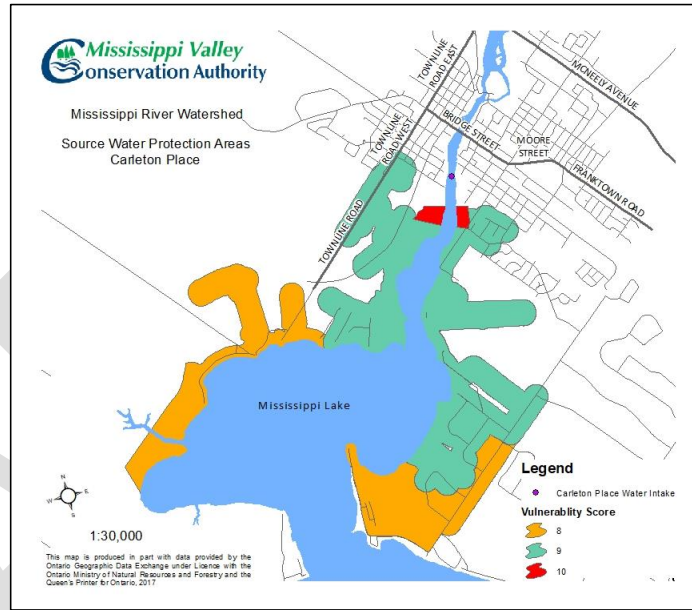 Mississippi Valley
Conservation Authority
Mississippi River Watershed
Source Water Protection Areas
Carleton Place
TOWNLINE
ROAD EAST
MCNEELY AVENUE
BRIDGE STREET
MOORE
STREET
TOWNLINE
ROAD WEST
FRANKTOWN ROAD
TOWNLINE ROAD
Mississippi Lake
Legend
Carleton Place Water Intake
Vulnerablity Score
8
9
10
N
W
E
S
1:30,000
This map is produced in part with data provided by the
Ontario Geographic Data Exchange under Licence with the
Ontario Ministry of Natural Resources and Forestry and the
Queen's Printer for Ontario, 2017